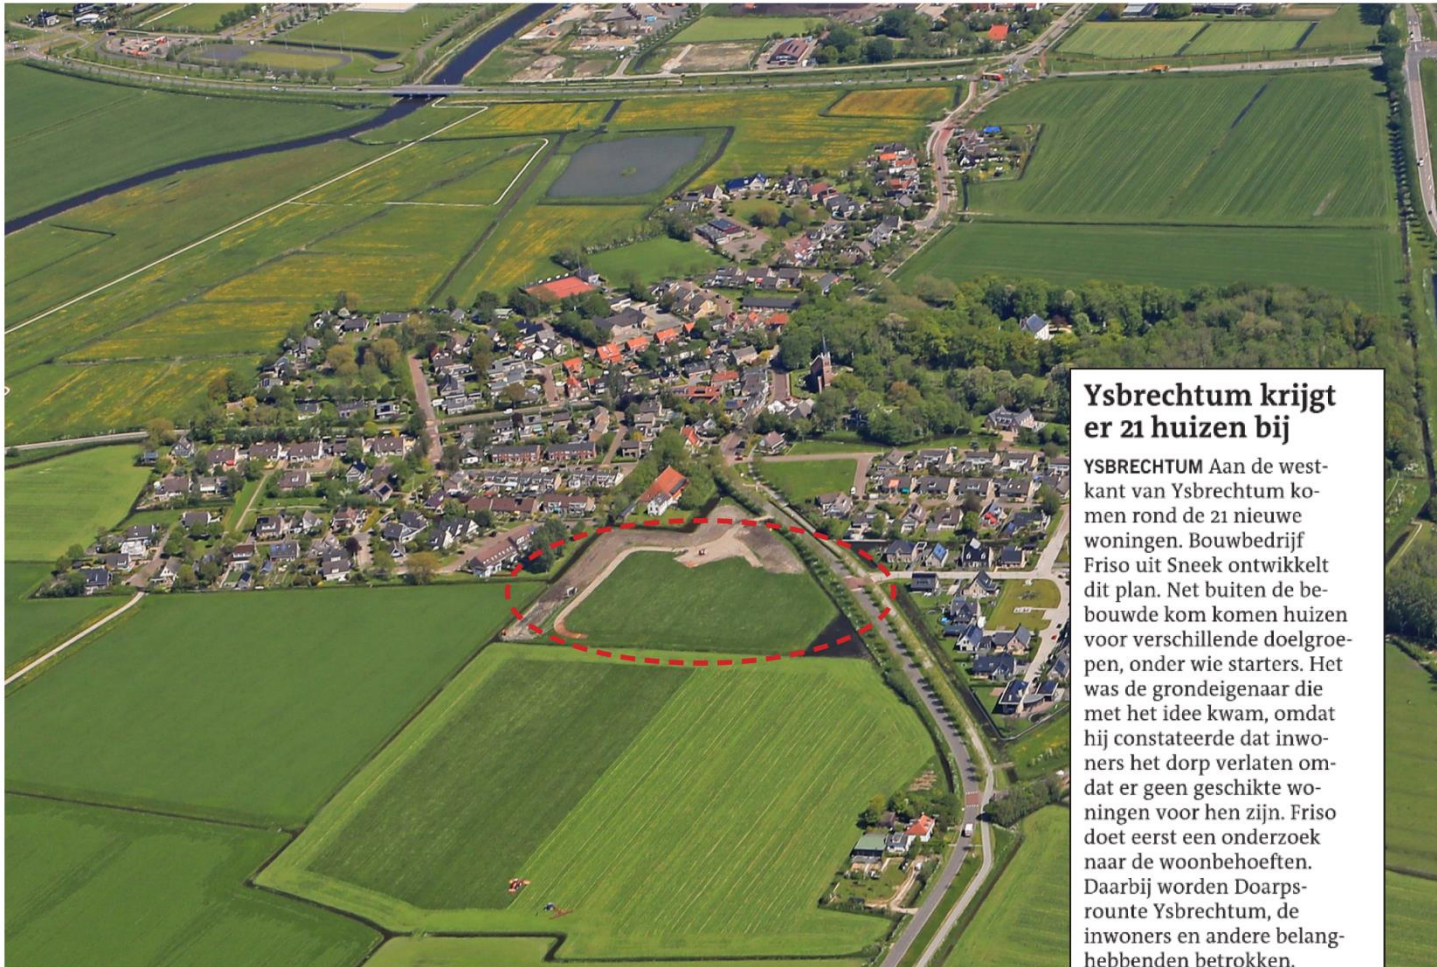 Ysbrechtum krijgt
er 21 huizen bij
YSBRECHTUM Aan de west-
kant van Ysbrechtum ko-
men rond de 21 nieuwe
woningen. Bouwbedrijf
Friso uit Sneek ontwikkelt
dit plan. Net buiten de be-
bouwde kom komen huizen
voor verschillende doelgroe-
pen, onder wie starters. Het
was de grondeigenaar die
met het idee kwam, omdat
hij constateerde dat inwo-
ners het dorp verlaten om-
dat er geen geschikte wo-
ningen voor hen zijn. Friso
doet eerst een onderzoek
naar de woonbehoeften.
Daarbij worden Doarps-
rounte Ysbrechtum, de
inwoners en andere belang-
hebbenden betrokken.